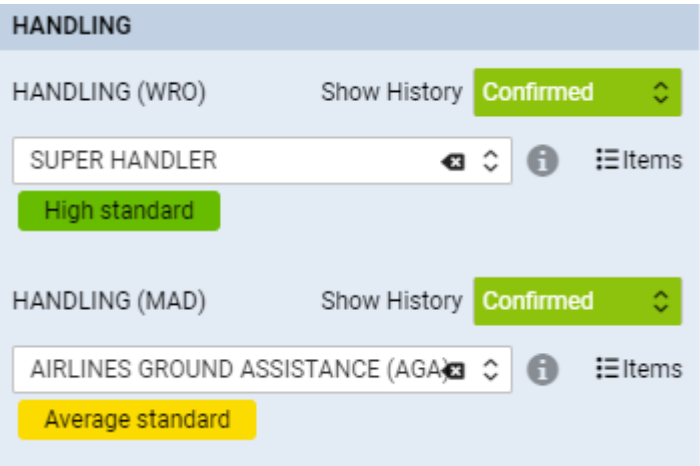 HANDLING
HANDLING (WRO) Show History Confirmed
SUPER HANDLER Items
High standard
HANDLING (MAD) Show History Confirmed
AIRLINES GROUND ASSISTANCE (AGA) Items
Average standard